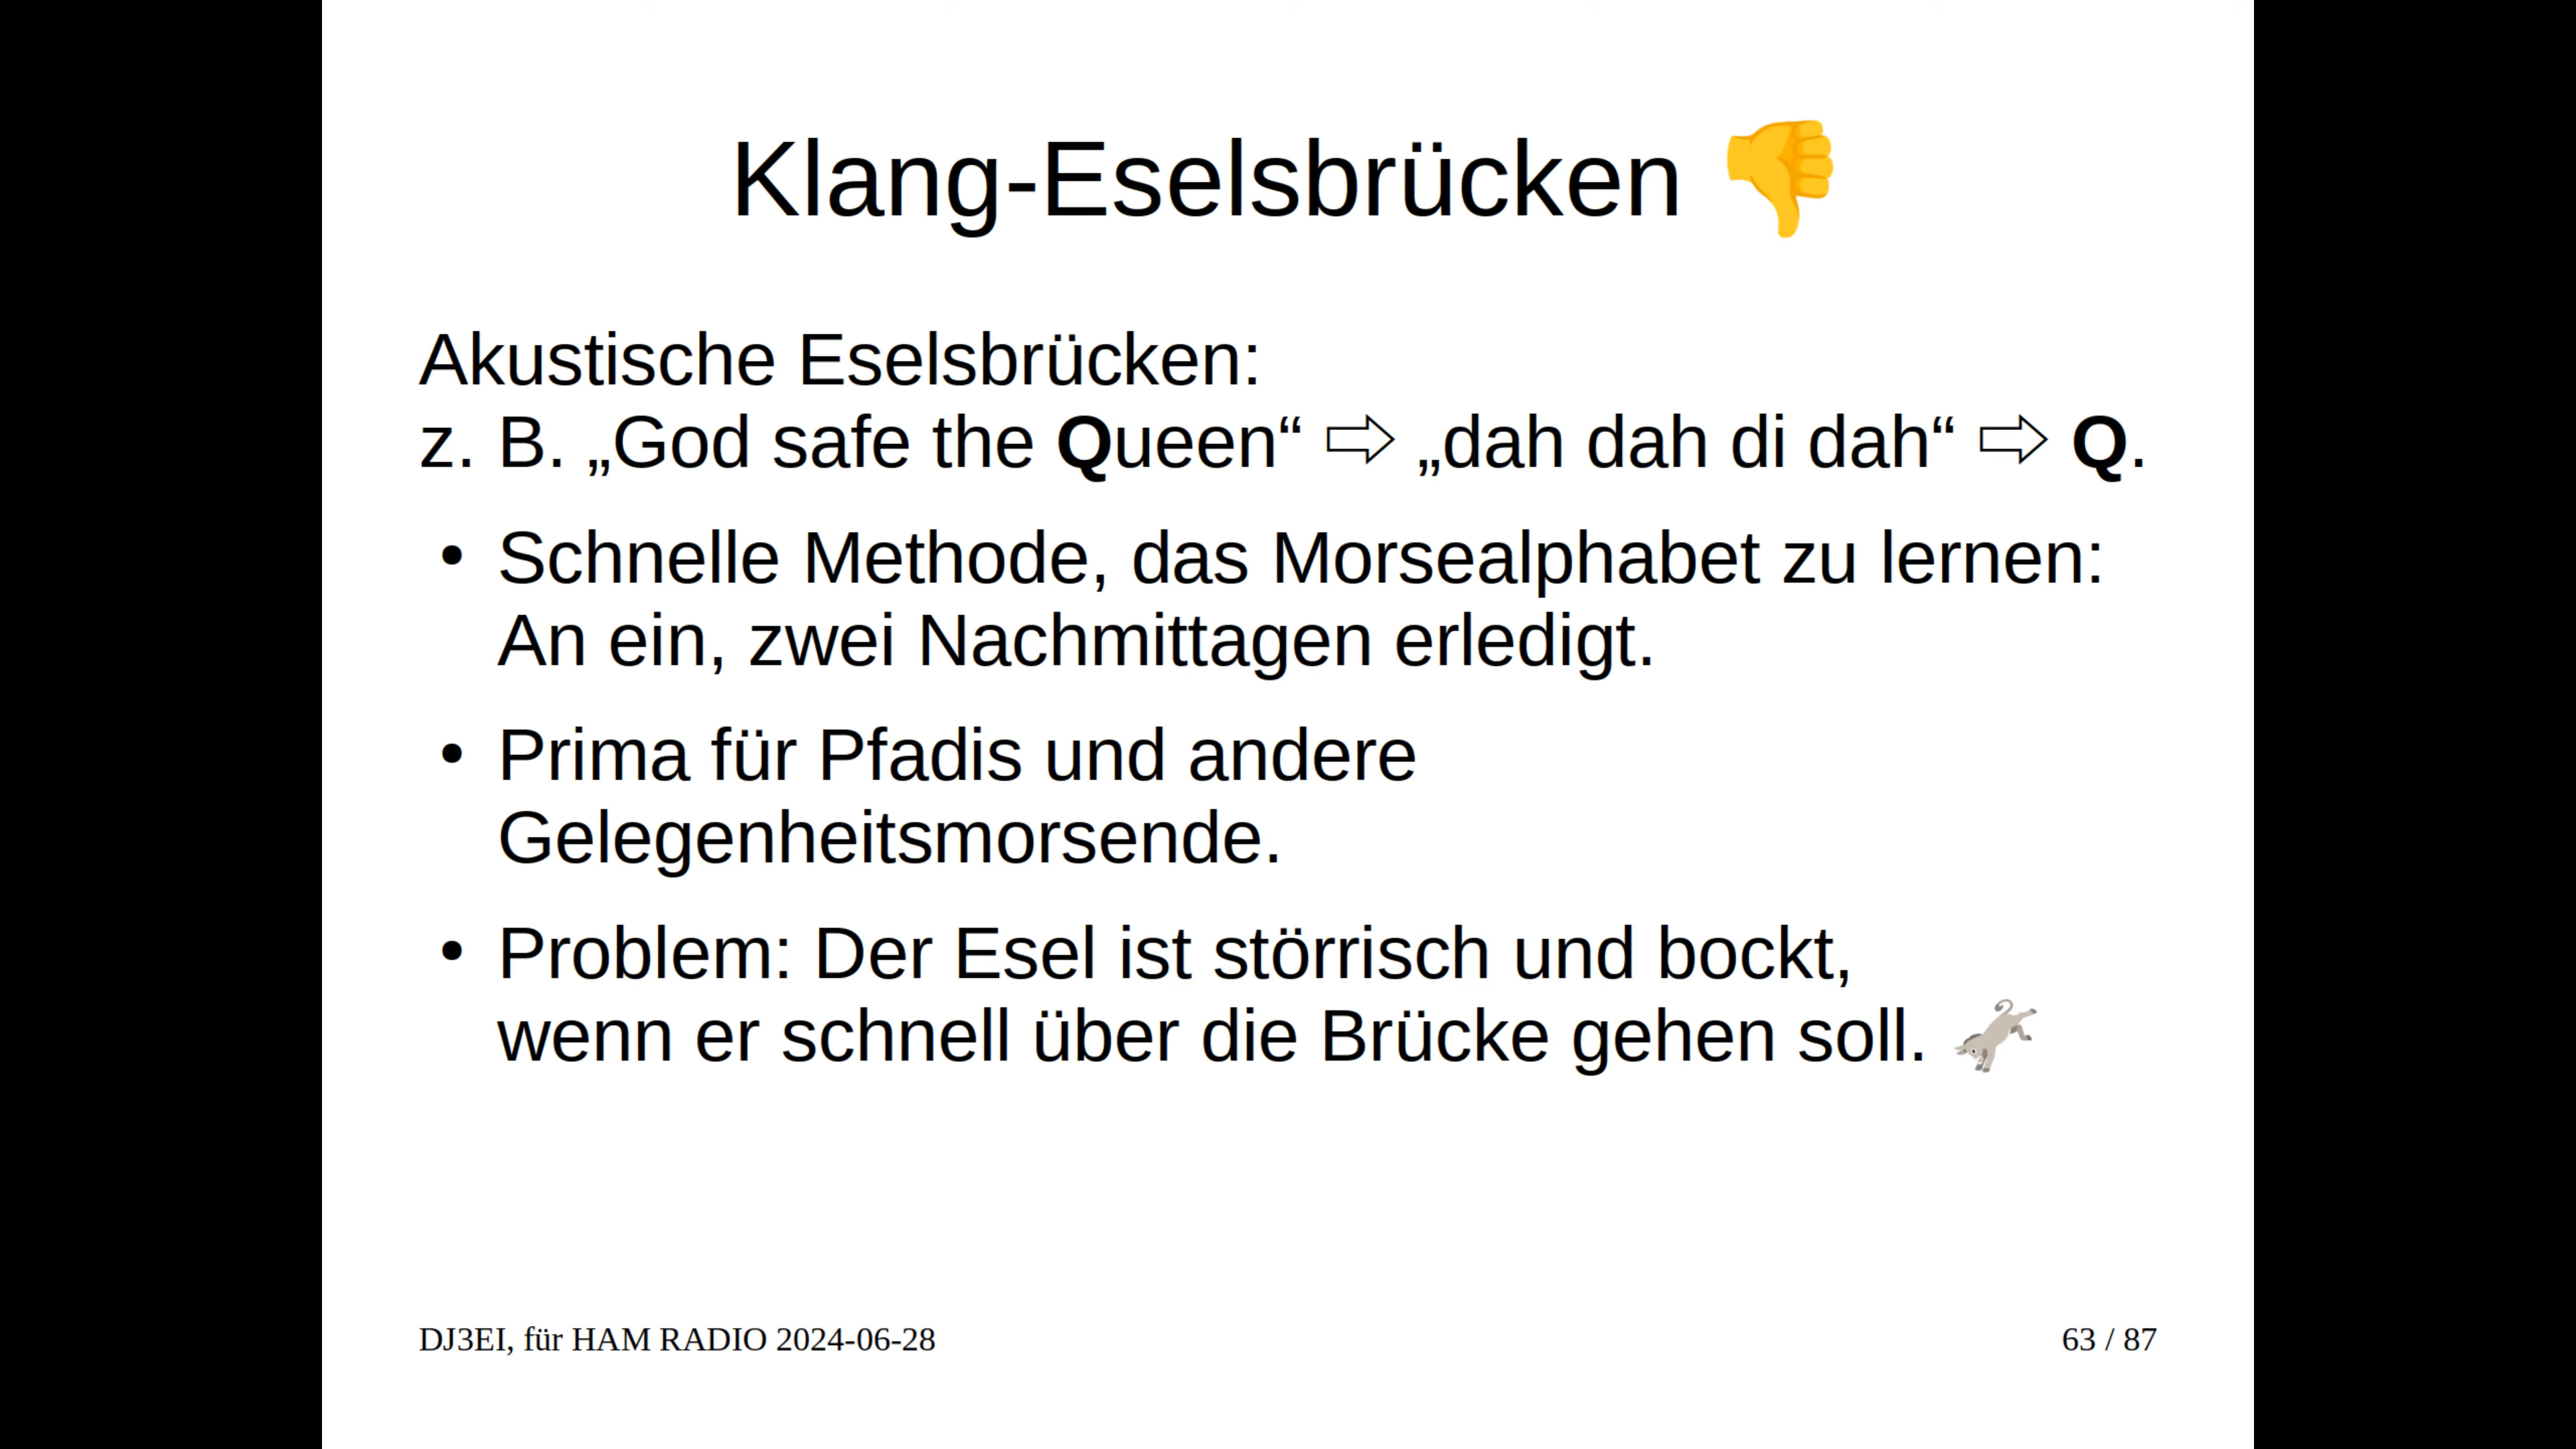 Klang-Eselsbrücken 👎
Akustische Eselsbrücken:
z. B. „God safe the Queen“ ⇨ „dah dah di dah“ ⇨ Q.
• Schnelle Methode, das Morsealphabet zu lernen:
An ein, zwei Nachmittagen erledigt.
• Prima für Pfadis und andere
Gelegenheitsmorsende.
• Problem: Der Esel ist störrisch und bockt,
wenn er schnell über die Brücke gehen soll.
DJ3EI, für HAM RADIO 2024-06-28
63 / 87